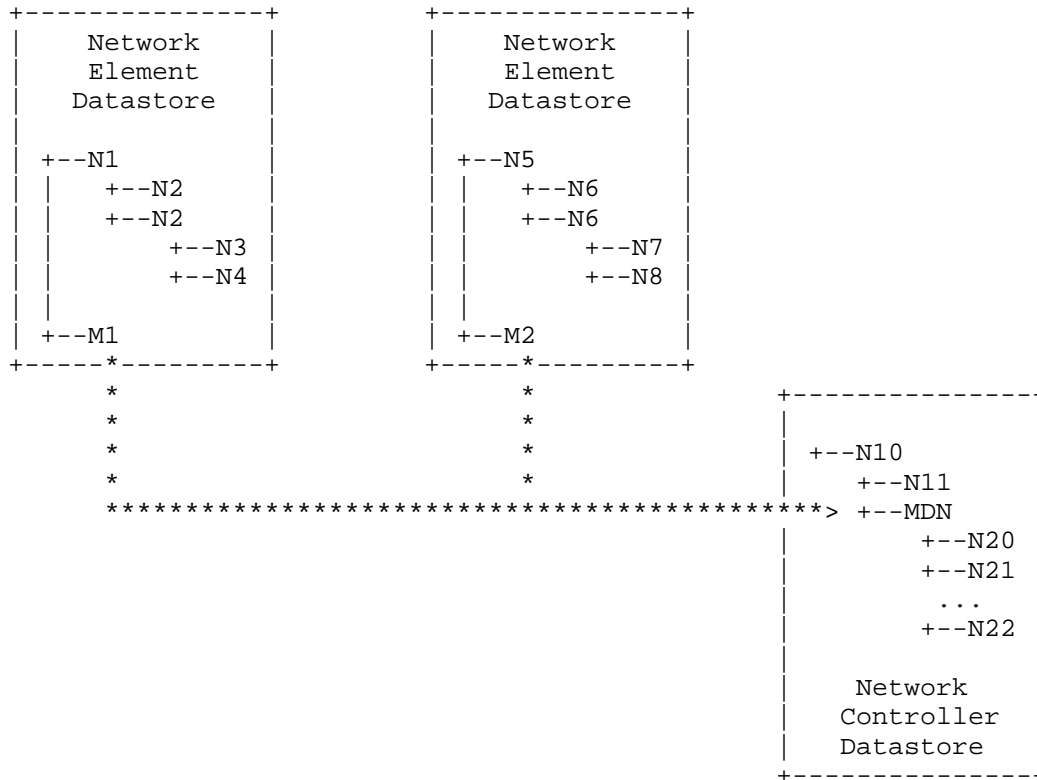 +---------------+         +---------------+
|    Network    |         |    Network    |
|    Element    |         |    Element    |
|   Datastore   |         |   Datastore   |
|               |         |               |
| +--N1         |         | +--N5         |
| |   +--N2     |         | |   +--N6     |
| |   +--N2     |         | |   +--N6     |
| |       +--N3 |         | |       +--N7 |
| |       +--N4 |         | |       +--N8 |
| |             |         | |             |
| +--M1         |         | +--M2         |
+-----*---------+         +-----*---------+
      *                         *               +---------------
      *                         *               |
      *                         *               | +--N10
      *                         *               |    +--N11
      *********************************************> +--MDN
                                                |        +--N20
                                                |        +--N21
                                                |         ...
                                                |        +--N22
                                                |
                                                |    Network
                                                |   Controller
                                                |   Datastore
                                                +---------------